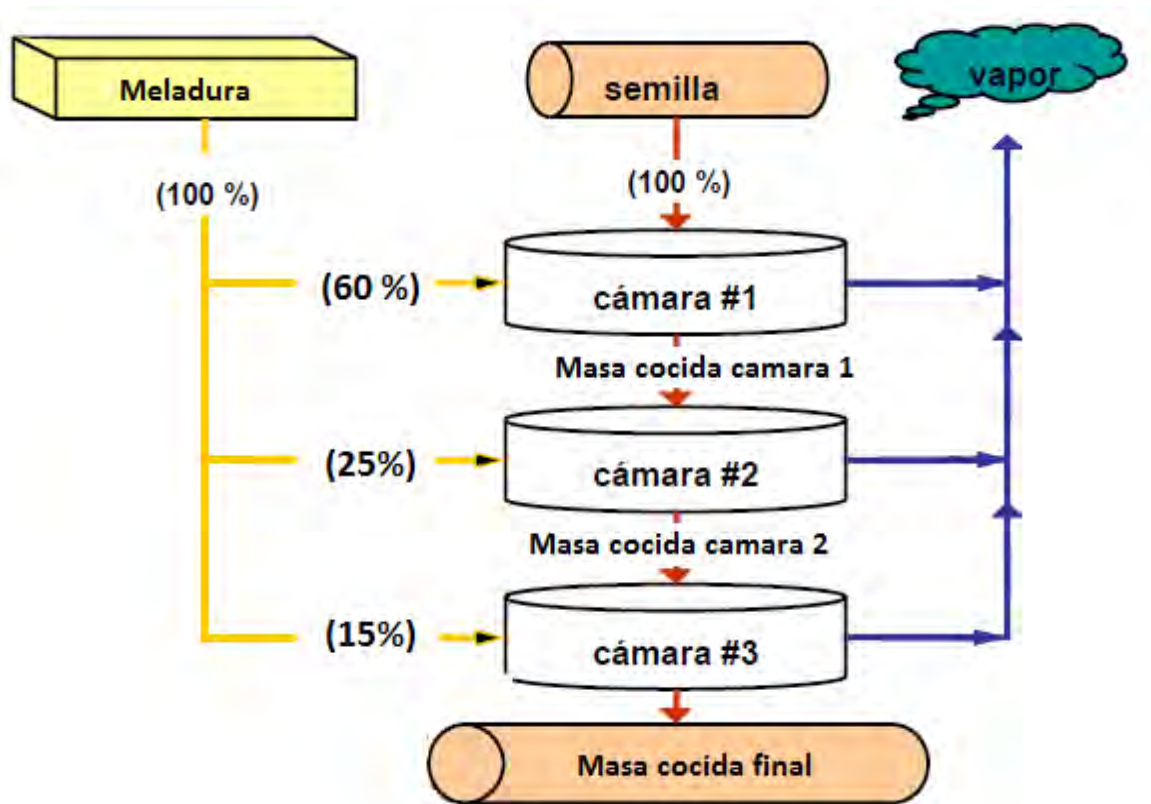 Meladura
semilla
vapor
(100 %)
(100 %)
(60 %)
cámara #1
Masa cocida camara 1
(25%)
cámara #2
Masa cocida camara 2
(15%)
cámara #3
Masa cocida final